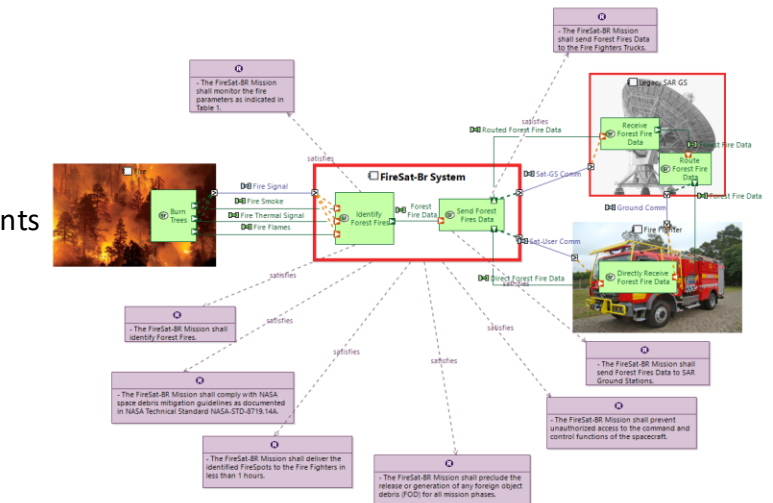 - The FireSat-BR Mission
shall send Forest Fires Data
to the Fire Fighters Trucks.
- The FireSat-BR Mission
shall monitor the fire
parameters as indicated in
Table 1.
Legacy SAR GS
Receive
Forest Fire
Data
satisfies
Routed Forest Fire Data
Forest Fire Data
satisfies
Route
Forest Fire
Data
Fire
FireSat-Br System
Sat-GS Comm
Fire Signal
Forest Fire Data
Fire Smoke
Burn
Trees
Identify
Forest Fires
Forest
Fire Data
Send Forest
Fires Data
Ground Comm
nts
Fire Thermal Signal
Fire Flames
Fire Fighter
Sat-User Comm
Directly Receive
Forest Fire Data
satisfies
Direct Forest Fire Data
satisfies
satisfies
- The FireSat-BR Mission shall
identify Forest Fires.
satisfies
satisfies
satisfies
- The FireSat-BR Mission shall
send Forest Fires Data to SAR
Ground Stations.
- The FireSat-BR Mission shall comply with NASA
space debris mitigation guidelines as documented
in NASA Technical Standard NASA-STD-8719.14A.
- The FireSat-BR Mission shall prevent
unauthorized access to the command and
control functions of the spacecraft.
- The FireSat-BR Mission shall deliver the
identified FireSpots to the Fire Fighters in
less than 1 hours.
- The FireSat-BR Mission shall preclude the
release or generation of any foreign object
debris (FOD) for all mission phases.